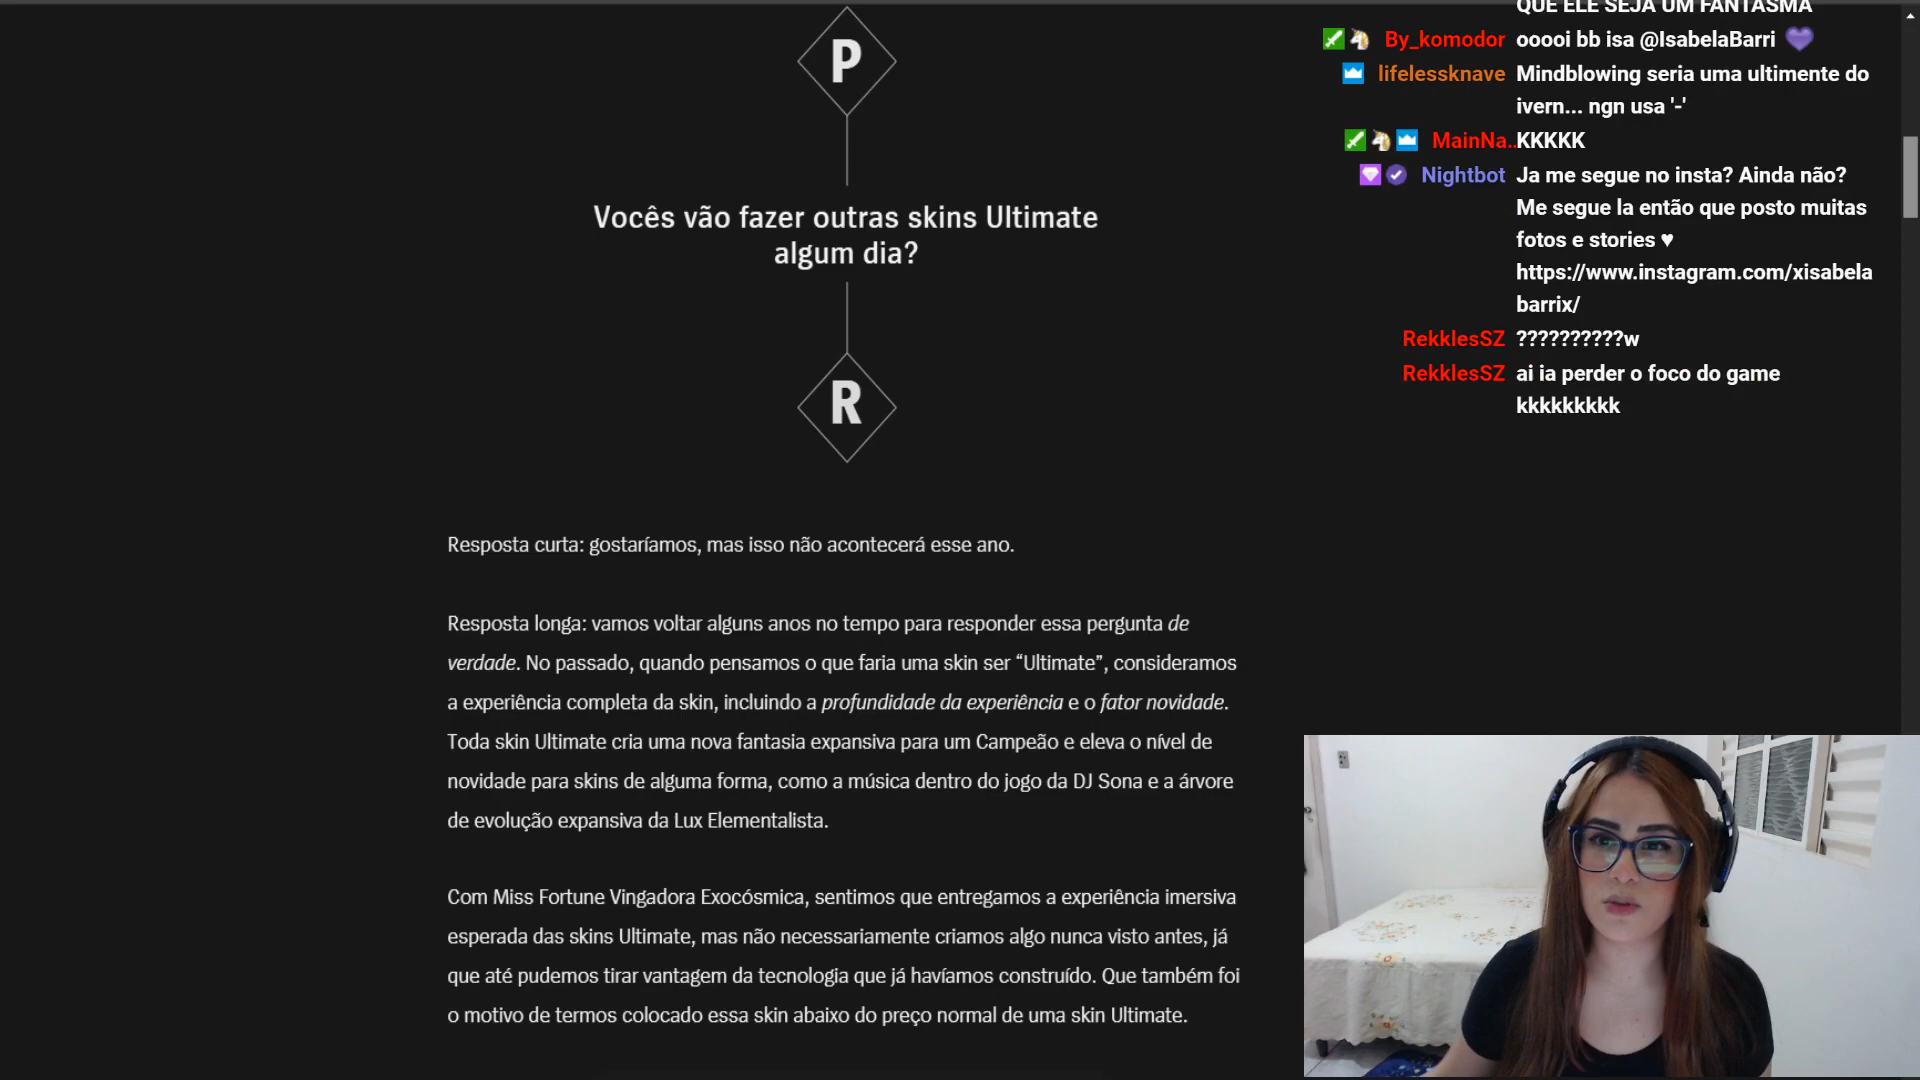 P
Vocês vão fazer outras skins Ultimate
algum dia?
R
Resposta curta: gostaríamos, mas isso não acontecerá esse ano.
Resposta longa: vamos voltar alguns anos no tempo para responder essa pergunta de
verdade. No passado, quando pensamos o que faria uma skin ser “Ultimate”, consideramos
a experiência completa da skin, incluindo a profundidade da experiência e o fator novidade.
Toda skin Ultimate cria uma nova fantasia expansiva para um Campeão e eleva o nível de
novidade para skins de alguma forma, como a música dentro do jogo da DJ Sona e a árvore
de evolução expansiva da Lux Elementalista.
Com Miss Fortune Vingadora Exocósmica, sentimos que entregamos a experiência imersiva
esperada das skins Ultimate, mas não necessariamente criamos algo nunca visto antes, já
que até pudemos tirar vantagem da tecnologia que já havíamos construído. Que também foi
o motivo de termos colocado essa skin abaixo do preço normal de uma skin Ultimate.
QUE ELE SEJA UM FANTASMA
By_komodor ooooi bb isa @IsabelaBarri
lifelessknave Mindblowing seria uma ultimente do
ivern... ngn usa '-'
MainNa.. KKKKK
Nightbot Ja me segue no insta? Ainda não?
Me segue la então que posto muitas
fotos e stories ♥
https://www.instagram.com/xisabela
barrix/
RekklesSZ ??????????w
RekklesSZ ai ia perder o foco do game
kkkkkkkkk